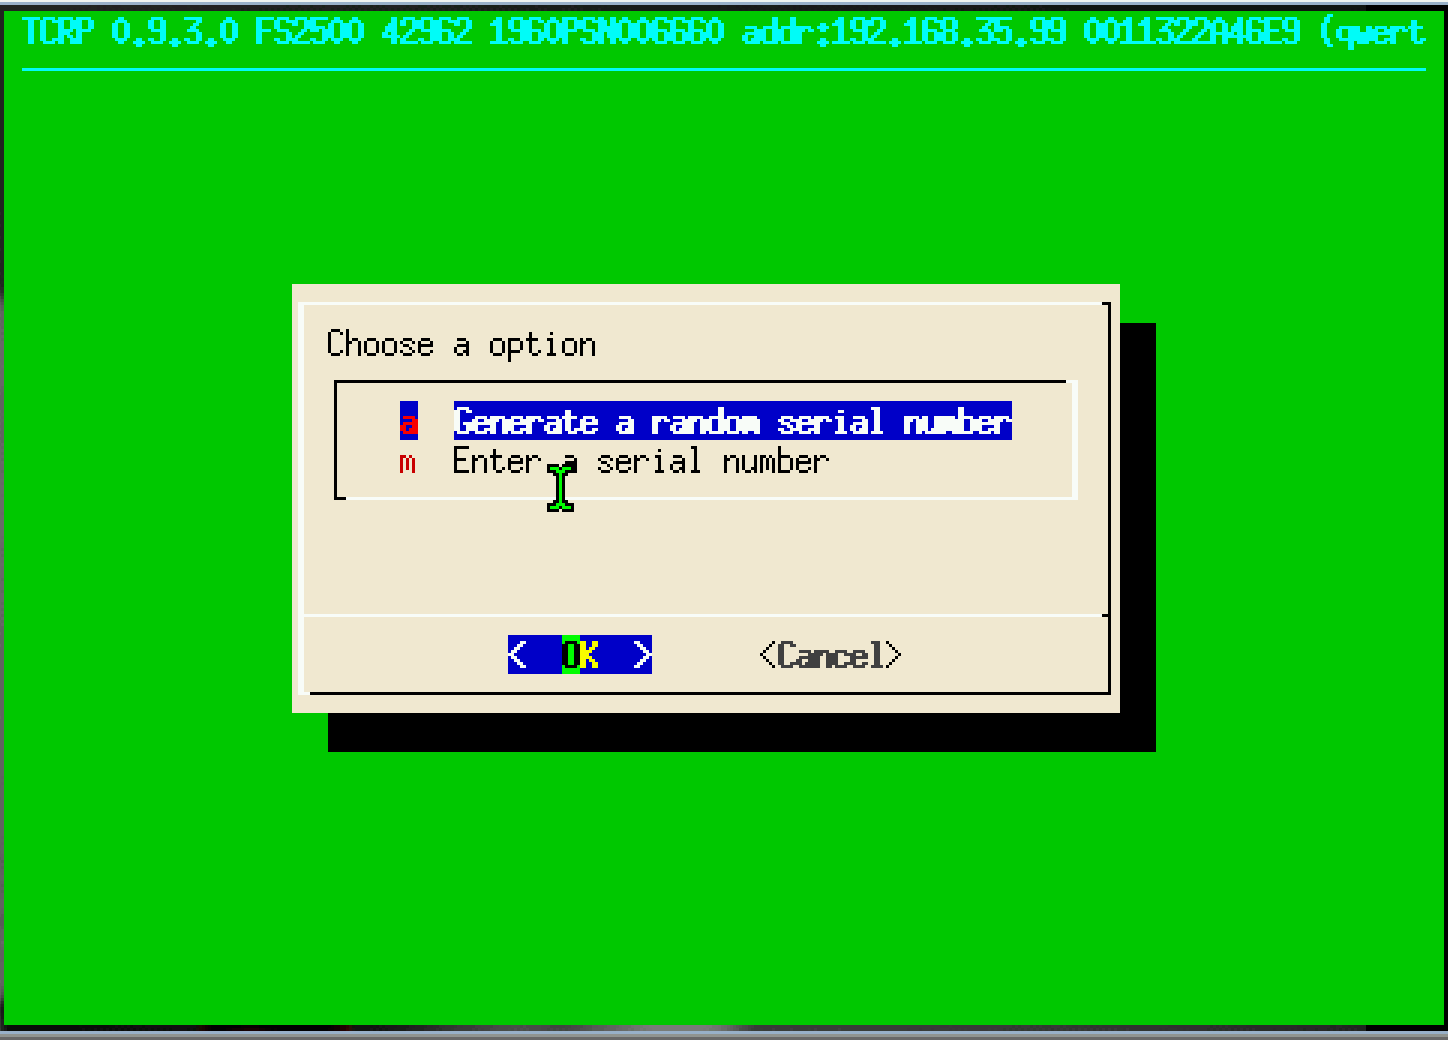 TCRP 0.9.3.0 FS2500 42962 1960PSN006660 addr:192.168.35.99 0011322A46E9 (qwert
Choose a option
a Generate a random serial number
m Enter a serial number
< OK > <Cancel>